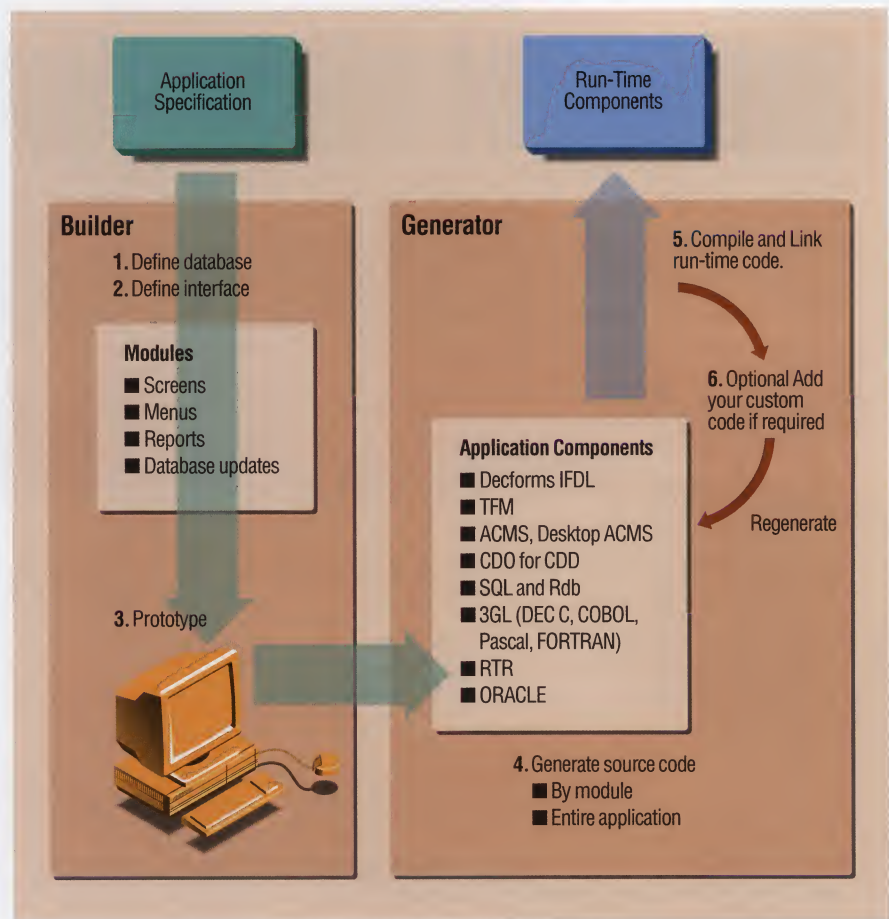 Application
Specification
Run-Time
Components
Builder
1. Define database
2. Define interface
Modules
■ Screens
■ Menus
■ Reports
■ Database updates
3. Prototype
Generator
5. Compile and Link
run-time code.
6. Optional Add
your custom
code if required
Regenerate
Application Components
■ Decforms IFDL
■ TFM
■ ACMS, Desktop ACMS
■ CDO for CDD
■ SQL and Rdb
■ 3GL (DEC C, COBOL,
Pascal, FORTRAN)
■ RTR
■ ORACLE
4. Generate source code
■ By module
■ Entire application